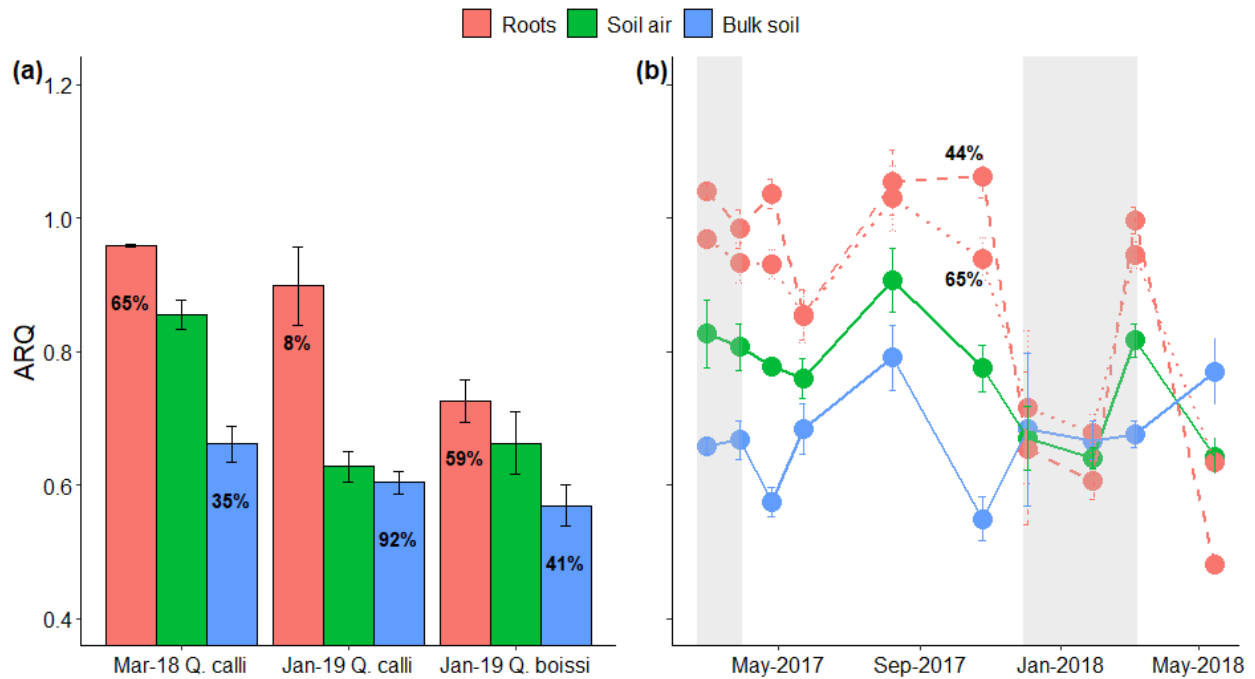 Roots Soil air Bulk soil
(a)
ARQ
1.2
1.0
0.8
0.6
0.4
65%
35%
8%
92%
59%
41%
Mar-18 Q. calli Jan-19 Q. calli Jan-19 Q. boissi
(b)
44%
65%
May-2017 Sep-2017 Jan-2018 May-2018